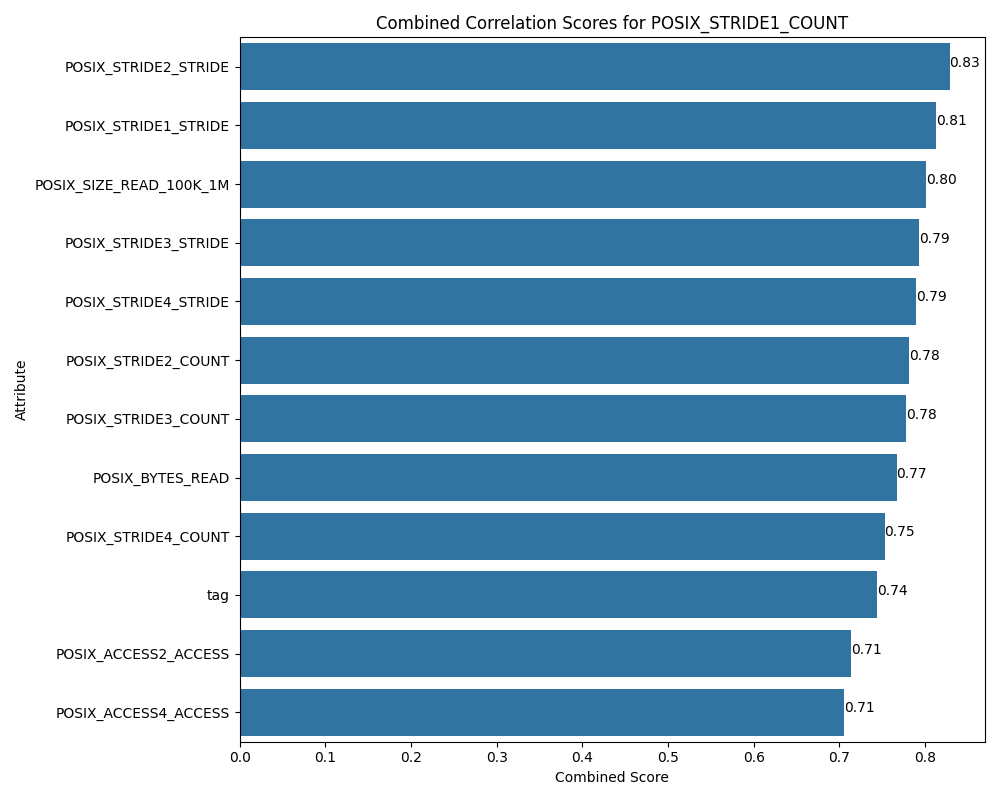 Combined Correlation Scores for POSIX_STRIDE1_COUNT
POSIX_STRIDE2_STRIDE 0.83
POSIX_STRIDE1_STRIDE 0.81
POSIX_SIZE_READ_100K_1M 0.80
POSIX_STRIDE3_STRIDE 0.79
POSIX_STRIDE4_STRIDE 0.79
POSIX_STRIDE2_COUNT 0.78
POSIX_STRIDE3_COUNT 0.78
POSIX_BYTES_READ 0.77
POSIX_STRIDE4_COUNT 0.75
tag 0.74
POSIX_ACCESS2_ACCESS 0.71
POSIX_ACCESS4_ACCESS 0.71
Attribute
0.0 0.1 0.2 0.3 0.4 0.5 0.6 0.7 0.8
Combined Score